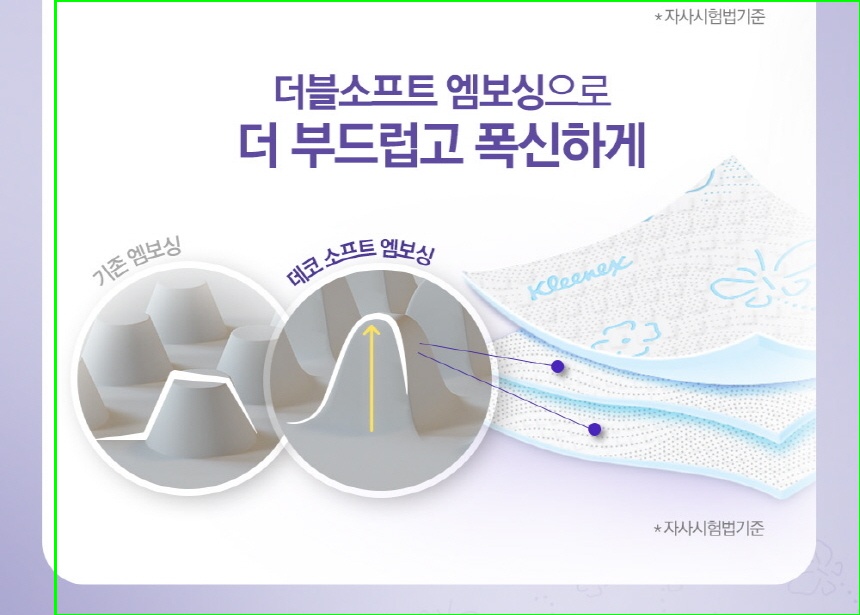 *자사시험법기준
더블소프트 엠보싱으로
더 부드럽고 폭신하게
기존 엠보싱
데코 소프트 엠보싱
Kleenex
*자사시험법기준